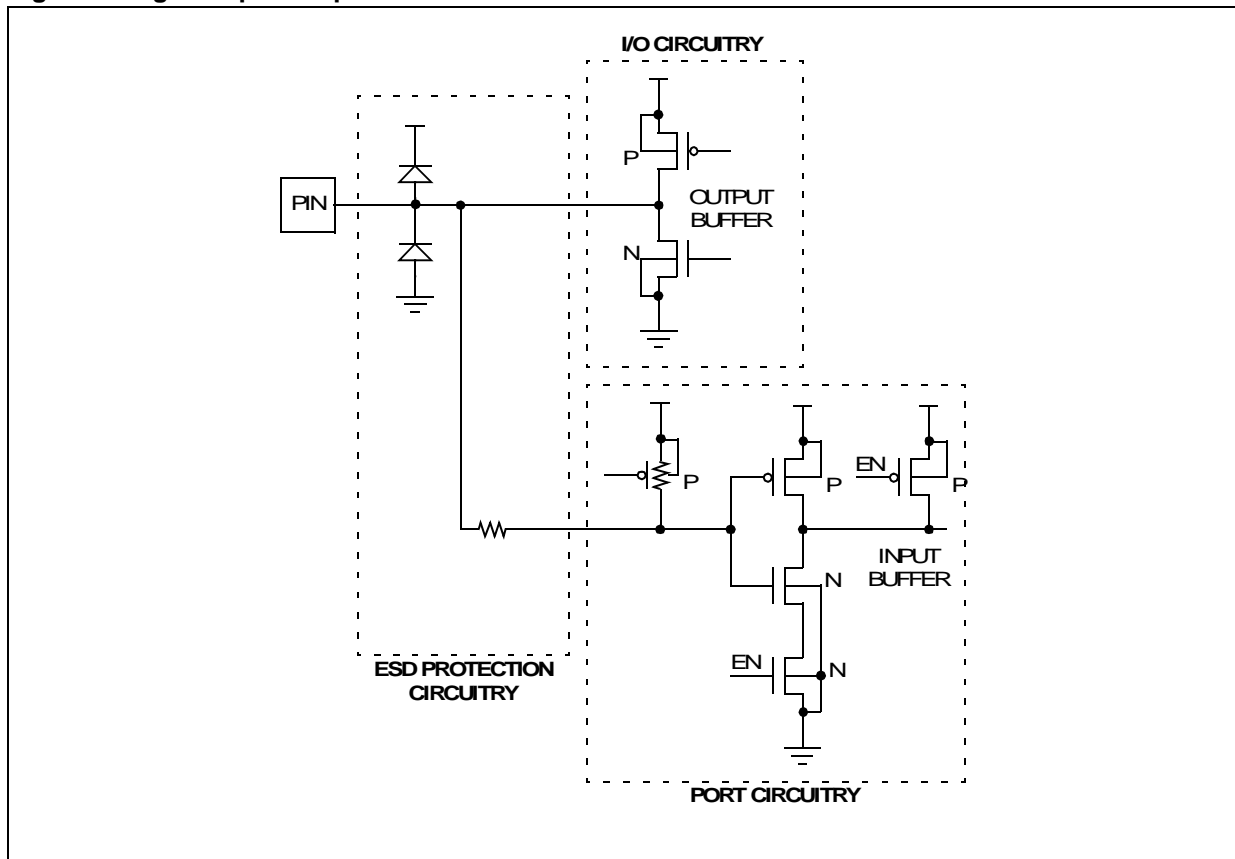 I/O CIRCUITRY
P
PIN
OUTPUT
BUFFER
N
EN
P
P
P
INPUT
BUFFER
N
EN
N
ESD PROTECTION
CIRCUITRY
PORT CIRCUITRY